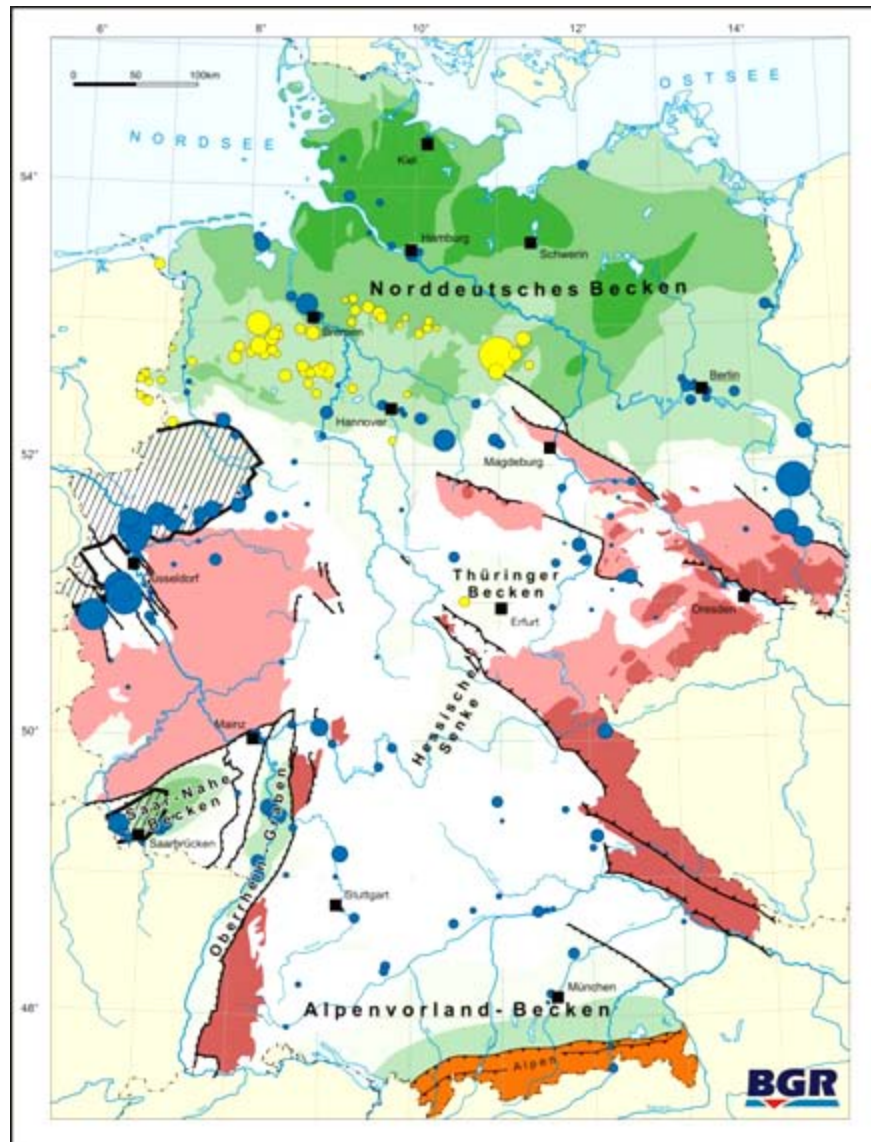 6°
8°
10°
12°
14°
0 50 100km
NORDSEE
OSTSEE
Kiel
54°
Hamburg
Schwerin
Norddeutsches Becken
Bremen
Berlin
Hannover
52°
Magdeburg
Düsseldorf
Thüringer
Becken
Erfurt
Dresden
Hessische
Senke
50°
Mainz
Saar-Nahe
Becken
Saarbrücken
Oberrhein-Graben
Stuttgart
München
48°
Alpenvorland-Becken
Alpen
BGR